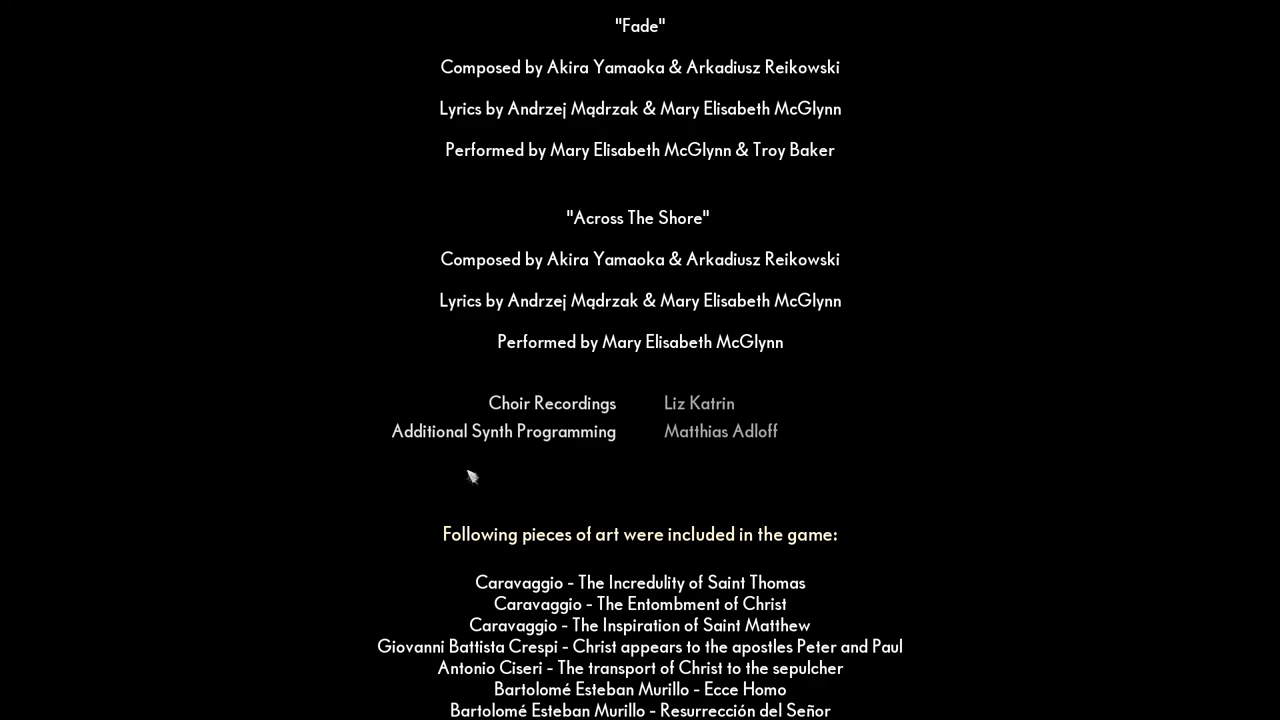 "Fade"
Composed by Akira Yamaoka & Arkadiusz Reikowski
Lyrics by Andrzej Mądrzak & Mary Elisabeth McGlynn
Performed by Mary Elisabeth McGlynn & Troy Baker
"Across The Shore"
Composed by Akira Yamaoka & Arkadiusz Reikowski
Lyrics by Andrzej Mądrzak & Mary Elisabeth McGlynn
Performed by Mary Elisabeth McGlynn
Choir Recordings Liz Katrin
Additional Synth Programming Matthias Adloff
Following pieces of art were included in the game:
Caravaggio - The Incredulity of Saint Thomas
Caravaggio - The Entombment of Christ
Caravaggio - The Inspiration of Saint Matthew
Giovanni Battista Crespi - Christ appears to the apostles Peter and Paul
Antonio Ciseri - The transport of Christ to the sepulcher
Bartolomé Esteban Murillo - Ecce Homo
Bartolomé Esteban Murillo - Resurrección del Señor